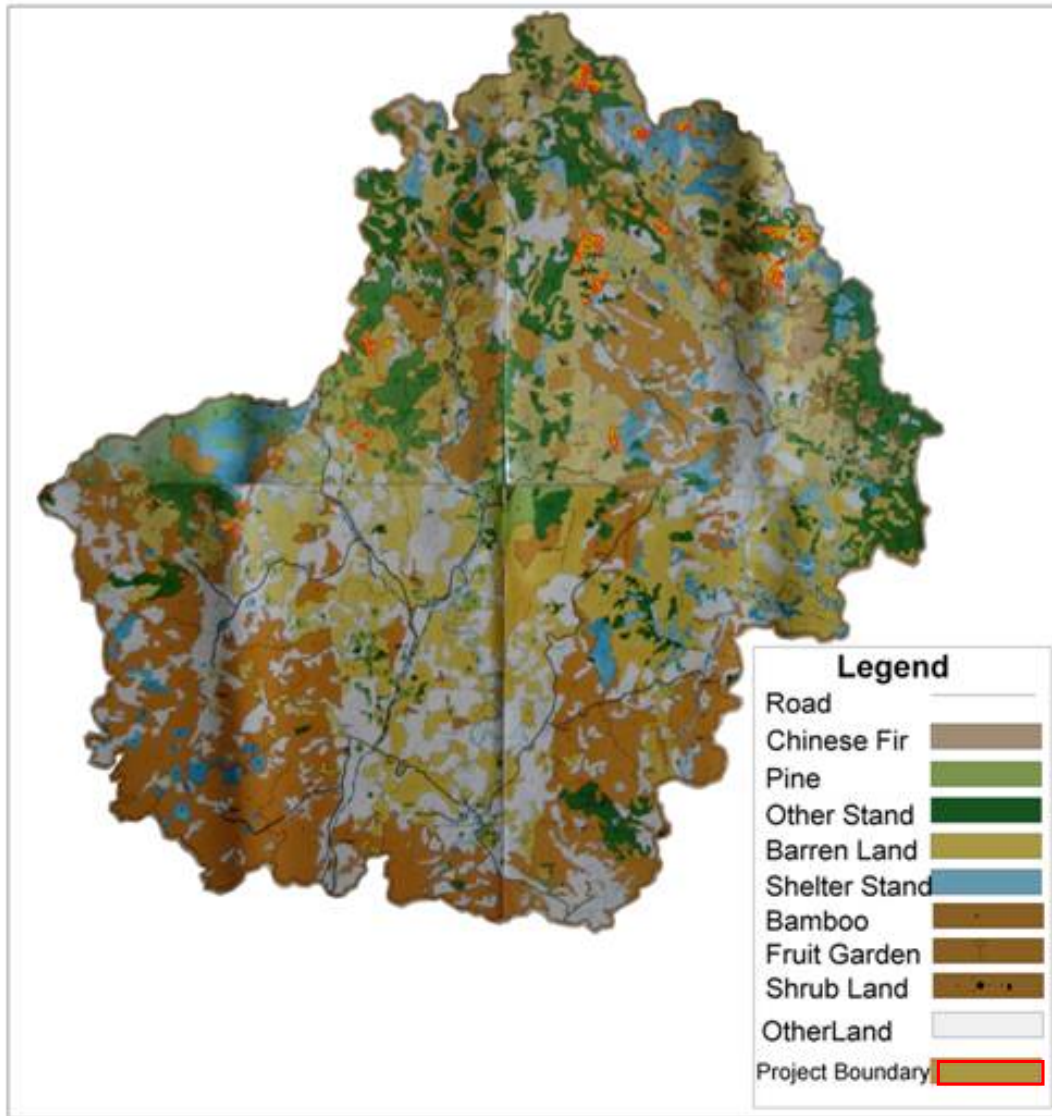 Legend
Road
Chinese Fir
Pine
Other Stand
Barren Land
Shelter Stand
Bamboo
Fruit Garden
Shrub Land
OtherLand
Project Boundary